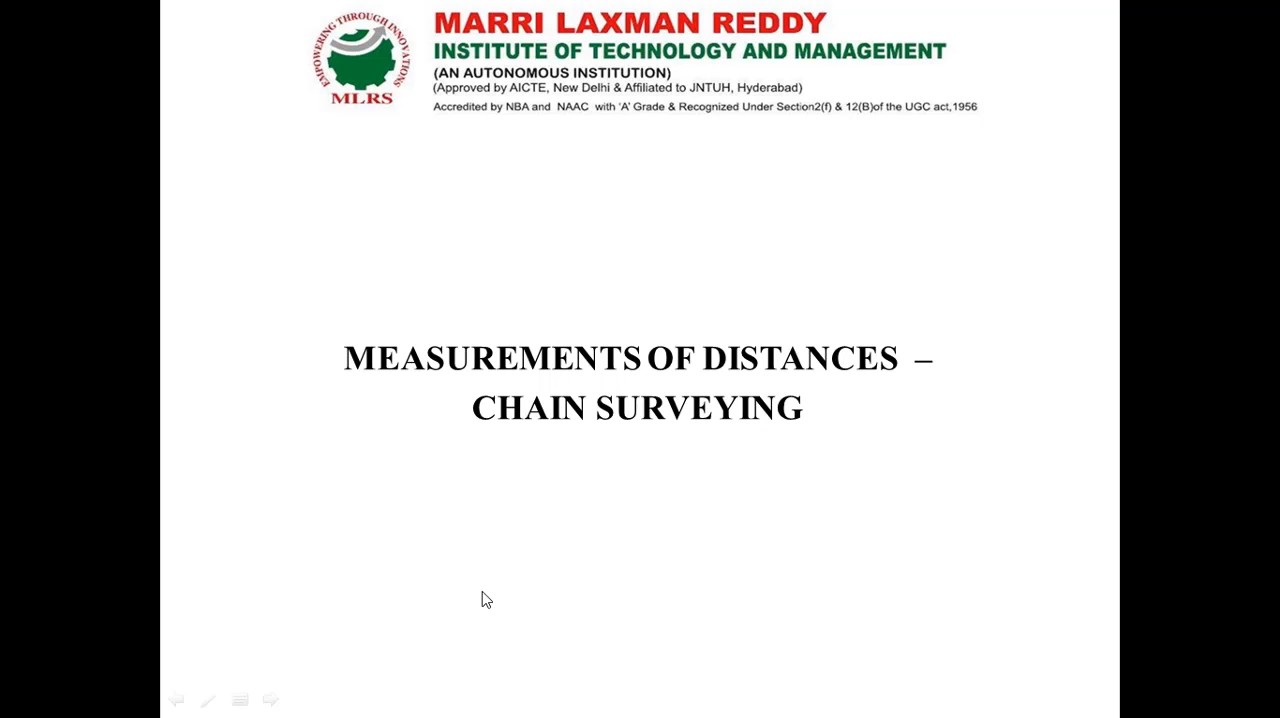 EMPOWERING THROUGH INNOVATIONS
MLRS
MARRI LAXMAN REDDY
INSTITUTE OF TECHNOLOGY AND MANAGEMENT
(AN AUTONOMOUS INSTITUTION)
(Approved by AICTE, New Delhi & Affiliated to JNTUH, Hyderabad)
Accredited by NBA and NAAC with 'A' Grade & Recognized Under Section2(f) & 12(B)of the UGC act,1956
MEASUREMENTS OF DISTANCES –
CHAIN SURVEYING